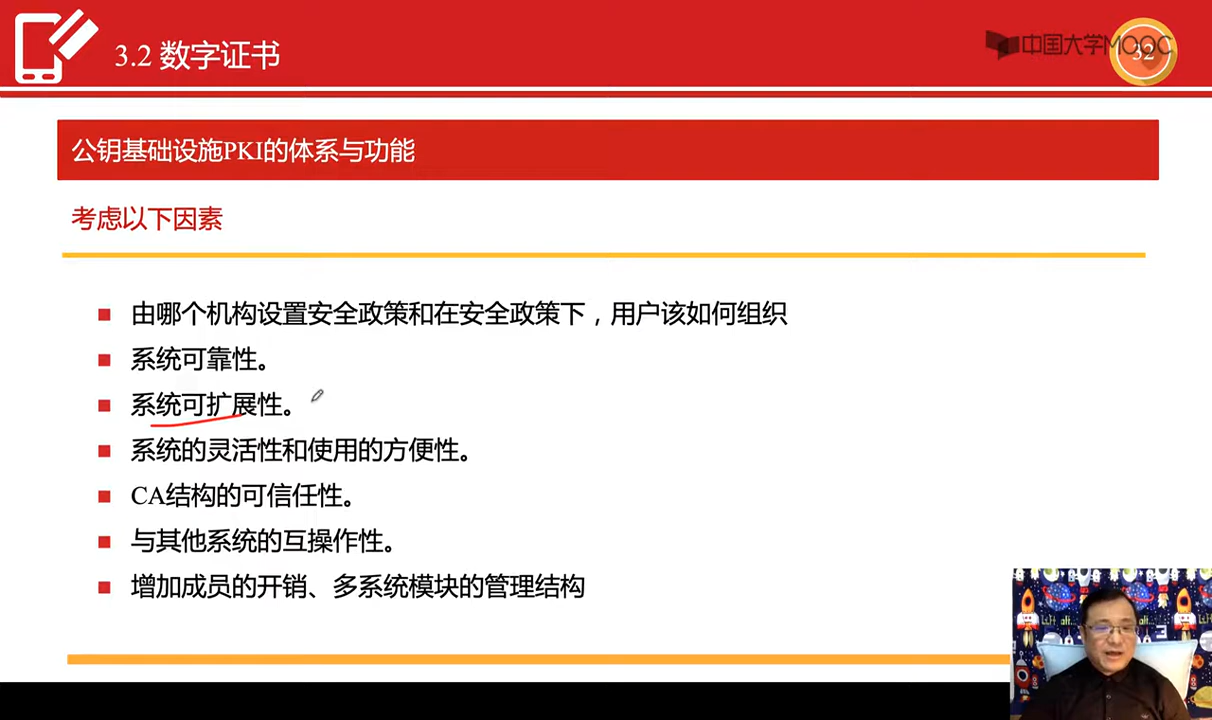 3.2 数字证书
中国大学MOOC
32
公钥基础设施PKI的体系与功能
考虑以下因素
由哪个机构设置安全政策和在安全政策下，用户该如何组织
系统可靠性。
系统可扩展性。
系统的灵活性和使用的方便性。
CA结构的可信任性。
与其他系统的互操作性。
增加成员的开销、多系统模块的管理结构